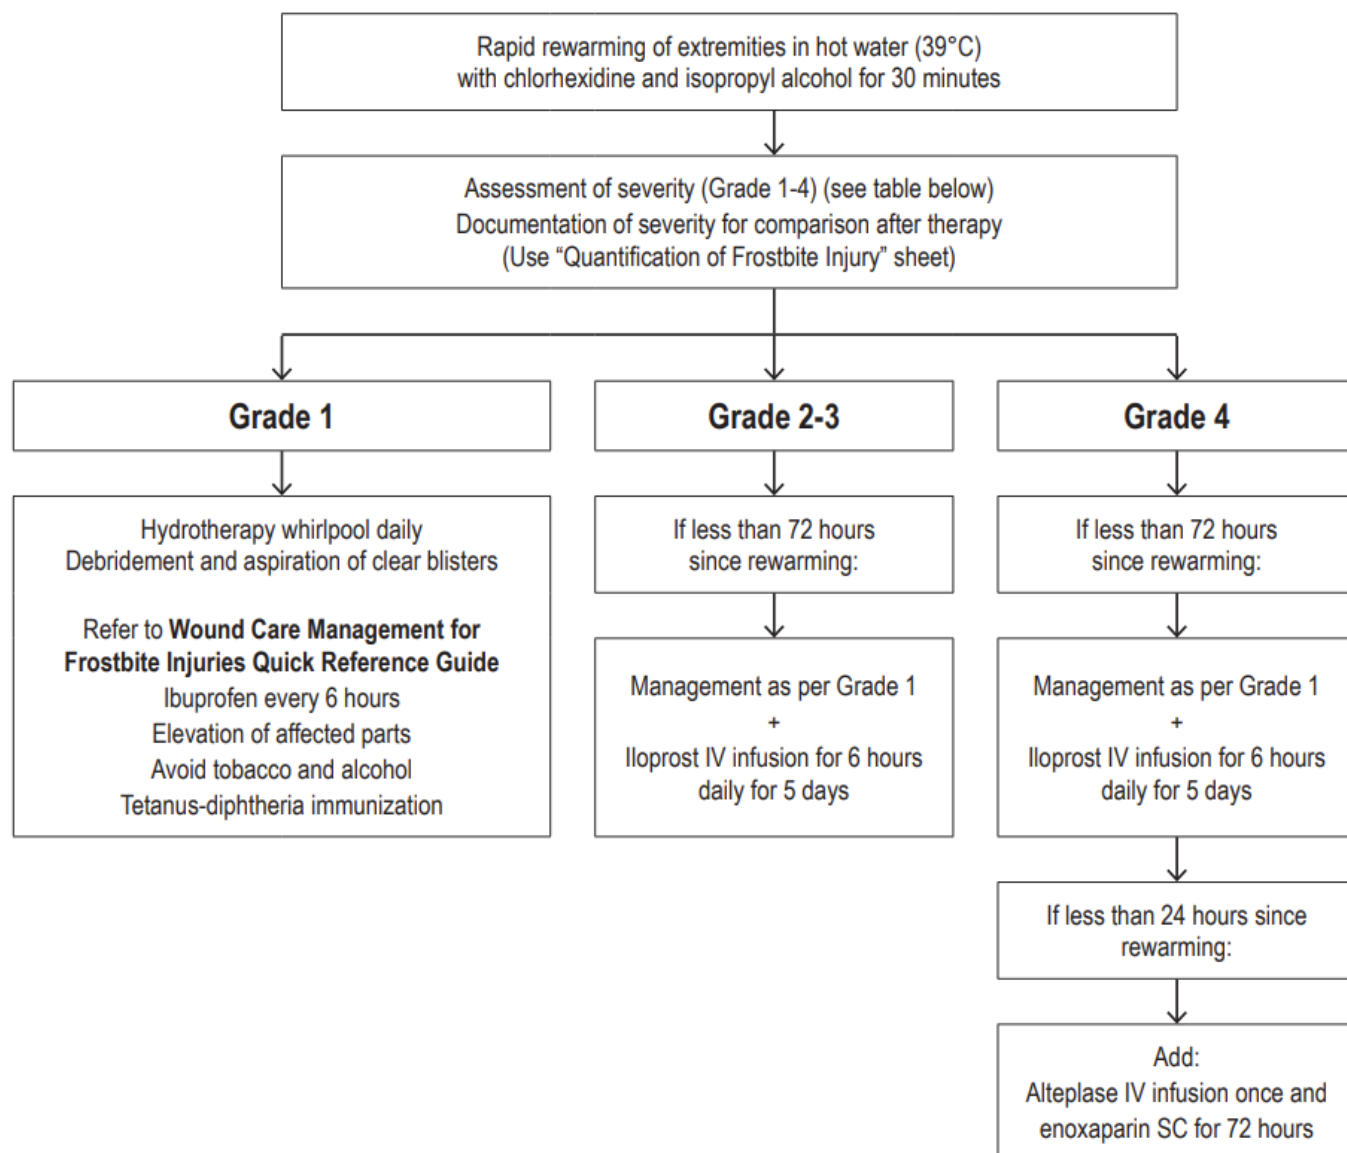 Rapid rewarming of extremities in hot water (39°C)
with chlorhexidine and isopropyl alcohol for 30 minutes
Assessment of severity (Grade 1-4) (see table below)
Documentation of severity for comparison after therapy
(Use “Quantification of Frostbite Injury” sheet)
Grade 1
Hydrotherapy whirlpool daily
Debridement and aspiration of clear blisters
Refer to Wound Care Management for
Frostbite Injuries Quick Reference Guide
Ibuprofen every 6 hours
Elevation of affected parts
Avoid tobacco and alcohol
Tetanus-diphtheria immunization
Grade 2-3
If less than 72 hours
since rewarming:
Management as per Grade 1
+
Iloprost IV infusion for 6 hours
daily for 5 days
Grade 4
If less than 72 hours
since rewarming:
Management as per Grade 1
+
Iloprost IV infusion for 6 hours
daily for 5 days
If less than 24 hours since
rewarming:
Add:
Alteplase IV infusion once and
enoxaparin SC for 72 hours